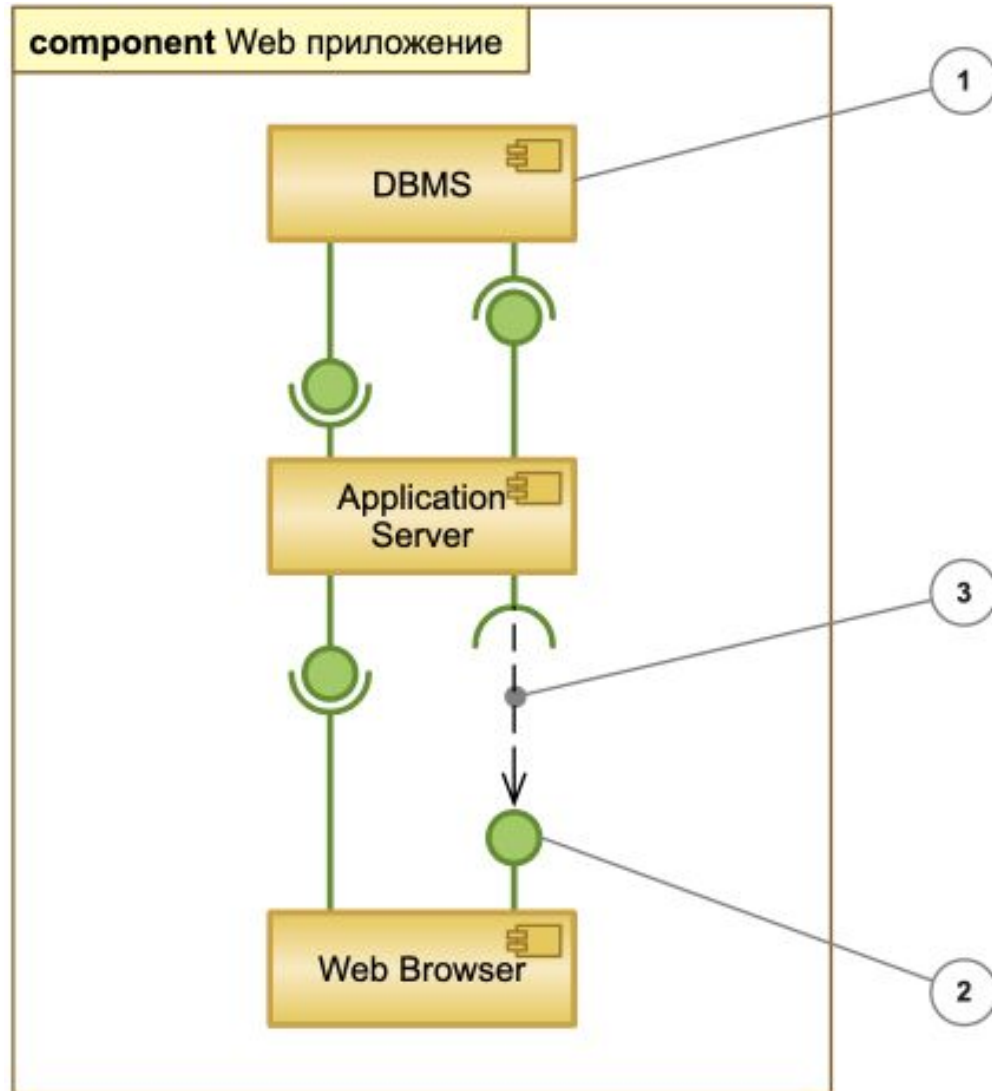 component Web приложение
1
DBMS
Application
Server
3
Web Browser
2